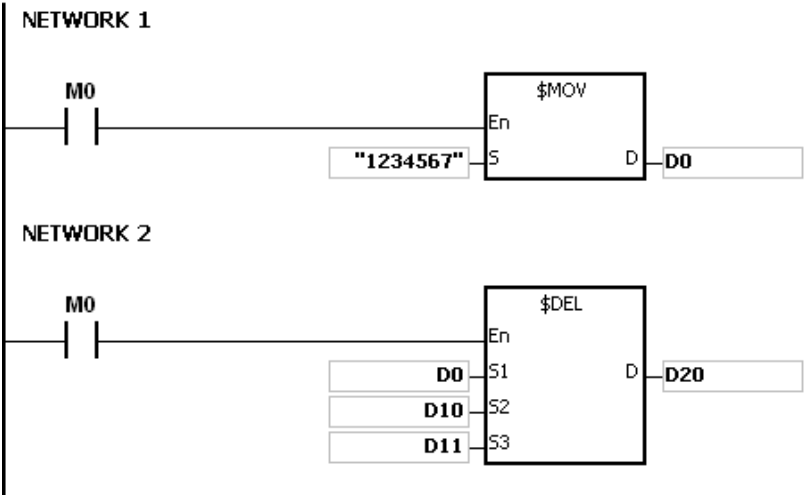 NETWORK 1
M0
$MOV
En
"1234567" S D D0
NETWORK 2
M0
$DEL
En
D0 S1 D D20
D10 S2
D11 S3